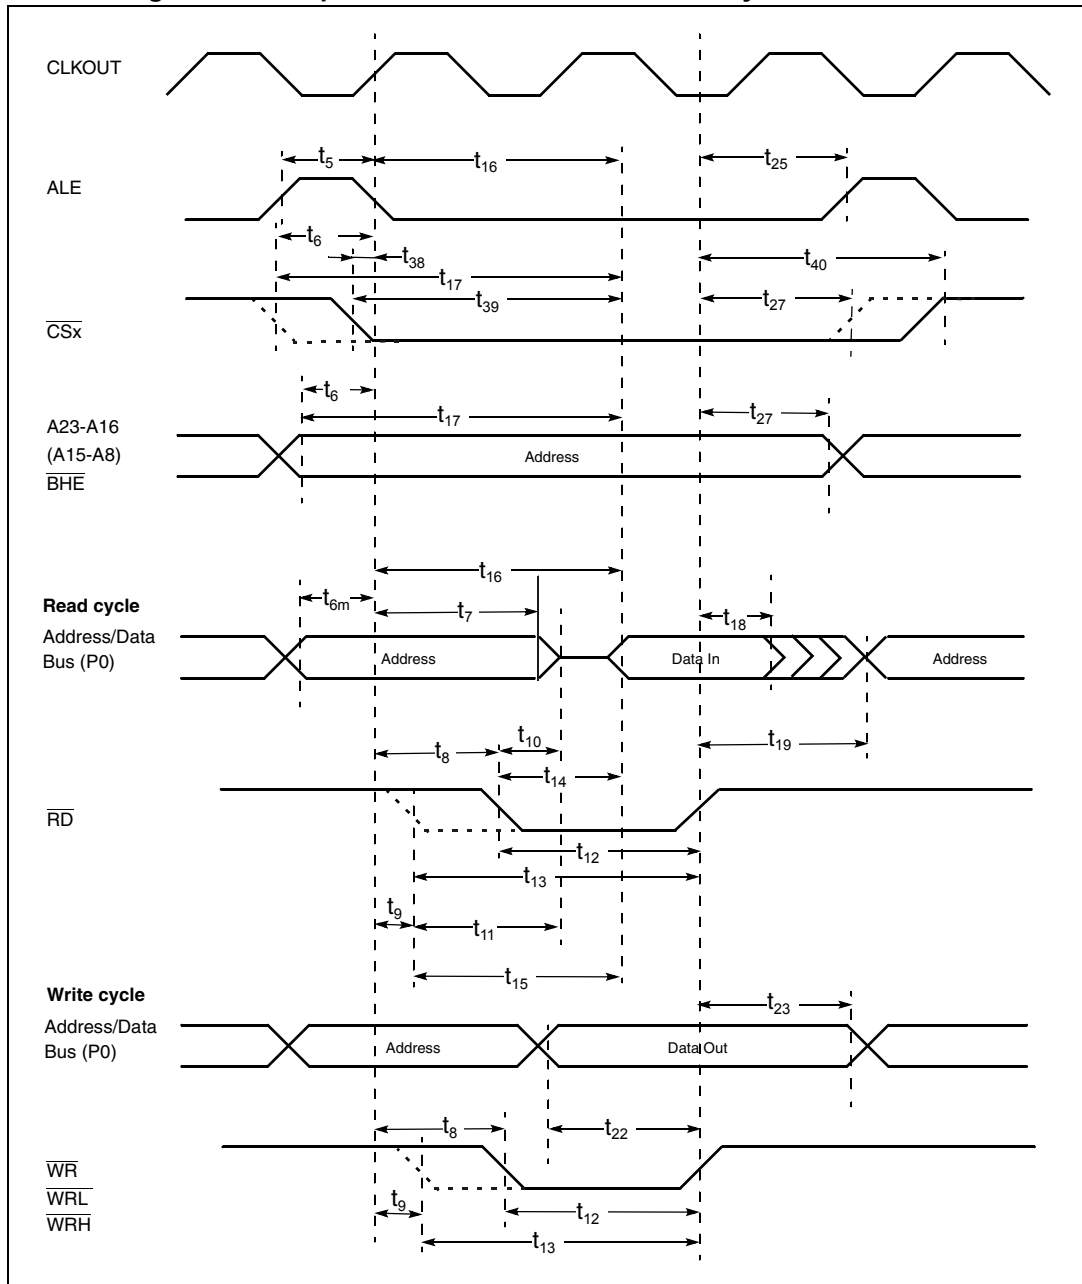 CLKOUT
t5
t16
t25
ALE
t6
t38
t40
t17
t39
t27
CSx
t6
t17
t27
A23-A16
(A15-A8)
Address
BHE
t16
t6m
Read cycle
t7
t18
Address/Data
Bus (P0)
Address
Data In
Address
t10
t8
t19
t14
RD
t12
t13
t9
t11
t15
Write cycle
t23
Address/Data
Bus (P0)
Address
Data Out
t8
t22
WR
WRL
t9
t12
WRH
t13